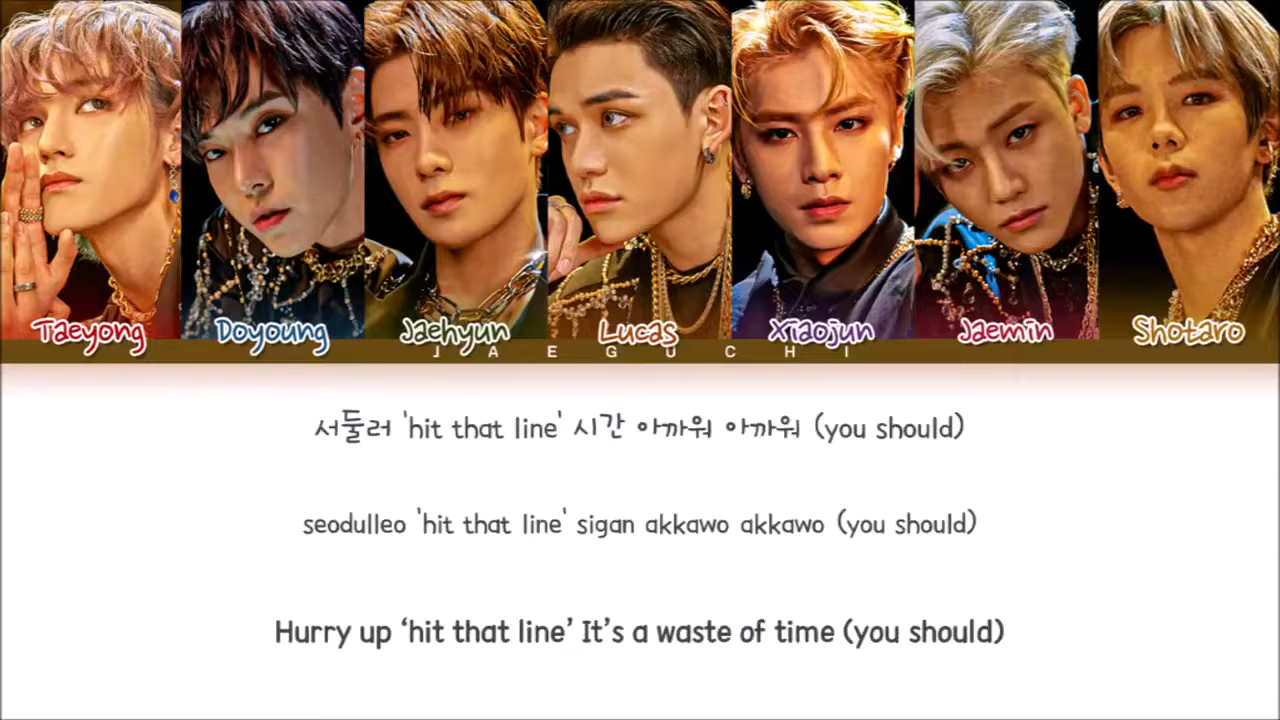 Taeyong Doyoung Jaehyun Lucas Xiaojun Jaemin Shotaro
J A E G U C H I
서둘러 'hit that line' 시간 아까워 아까워 (you should)
seodulleo 'hit that line' sigan akkawo akkawo (you should)
Hurry up ‘hit that line’ It’s a waste of time (you should)